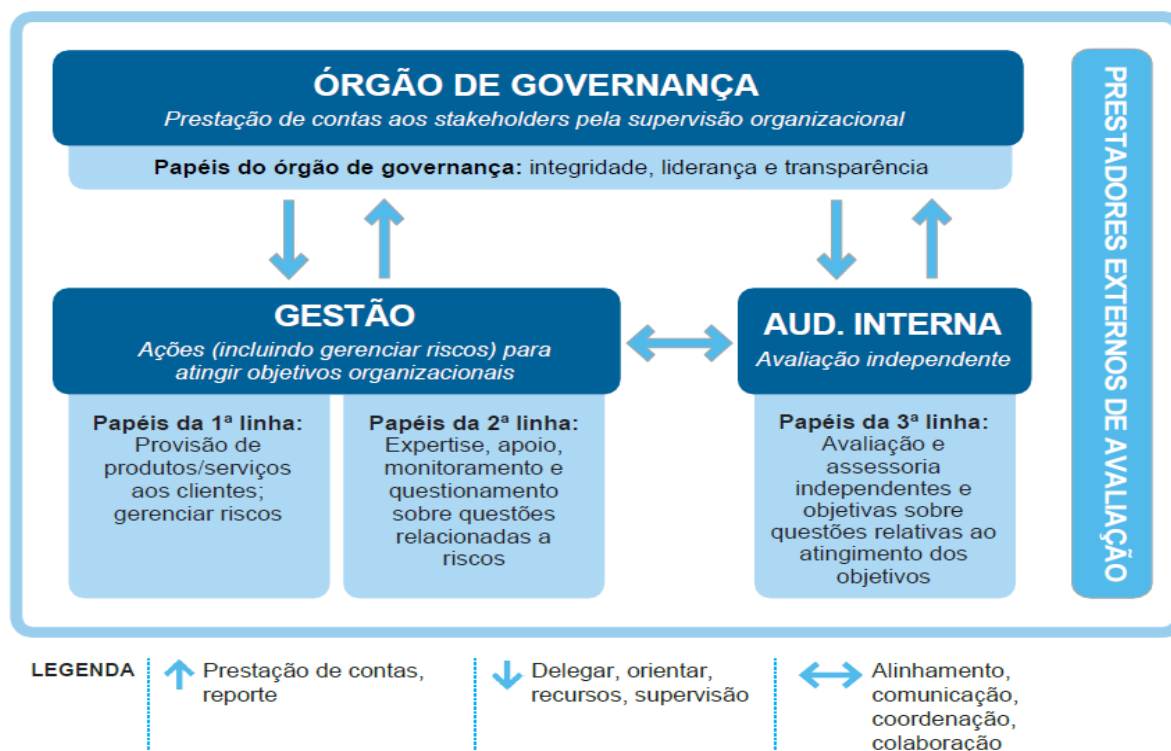 ÓRGÃO DE GOVERNANÇA
Prestação de contas aos stakeholders pela supervisão organizacional
Papéis do órgão de governança: integridade, liderança e transparência
GESTÃO
Ações (incluindo gerenciar riscos) para
atingir objetivos organizacionais
Papéis da 1ª linha:
Provisão de
produtos/serviços
aos clientes;
gerenciar riscos
Papéis da 2ª linha:
Expertise, apoio,
monitoramento e
questionamento
sobre questões
relacionadas a
riscos
AUD. INTERNA
Avaliação independente
Papéis da 3ª linha:
Avaliação e
assessoria
independentes e
objetivas sobre
questões relativas ao
atingimento dos
objetivos
PRESTADORES EXTERNOS DE AVALIAÇÃO
LEGENDA
Prestação de contas,
reporte
Delegar, orientar,
recursos, supervisão
Alinhamento,
comunicação,
coordenação,
colaboração